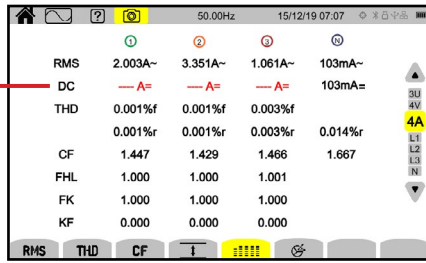 ? 50.00Hz 15/12/19 07:07
1 2 3 N
RMS 2.003A~ 3.351A~ 1.061A~ 103mA~
DC ---- A= ---- A= ---- A= 103mA=
THD 0.001%f 0.001%f 0.003%f
0.001%r 0.001%r 0.003%r 0.014%r
CF 1.447 1.429 1.466 1.667
FHL 1.000 1.000 1.001
FK 1.000 1.000 1.000
KF 0.000 0.000 0.000
3U
4V
4A
L1
L2
L3
N
RMS THD CF